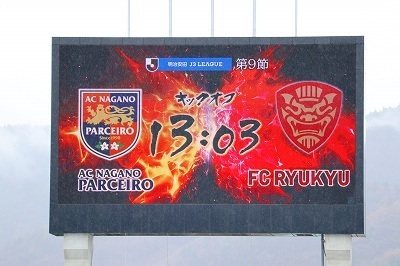 明治安田 J3 LEAGUE 第9節
キックオフ
13:03
AC NAGANO
PARCEIRO
Since1990
AC NAGANO
PARCEIRO
FC RYUKYU